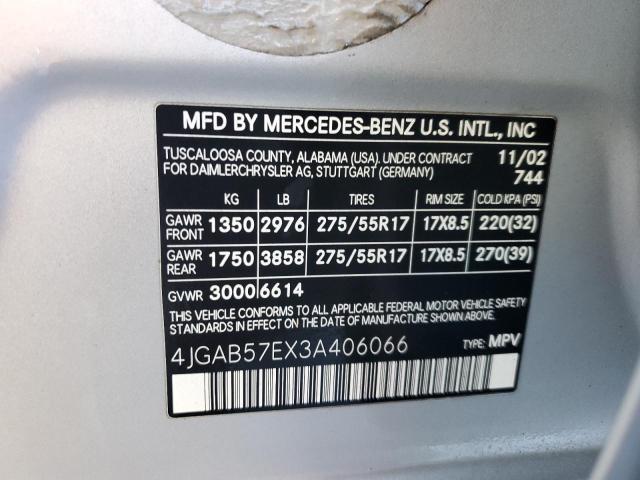 MFD BY MERCEDES-BENZ U.S. INTL., INC
TUSCALOOSA COUNTY, ALABAMA (USA). UNDER CONTRACT 11/02
FOR DAIMLERCHRYSLER AG, STUTTGART (GERMANY) 744
KG LB TIRES RIM SIZE COLD KPA (PSI)
GAWR FRONT 1350 2976 275/55R17 17X8.5 220(32)
GAWR REAR 1750 3858 275/55R17 17X8.5 270(39)
GVWR 3000 6614
THIS VEHICLE CONFORMS TO ALL APPLICABLE FEDERAL MOTOR VEHICLE SAFETY
STANDARDS IN EFFECT ON THE DATE OF MANUFACTURE SHOWN ABOVE.
4JGAB57EX3A406066 TYPE: MPV